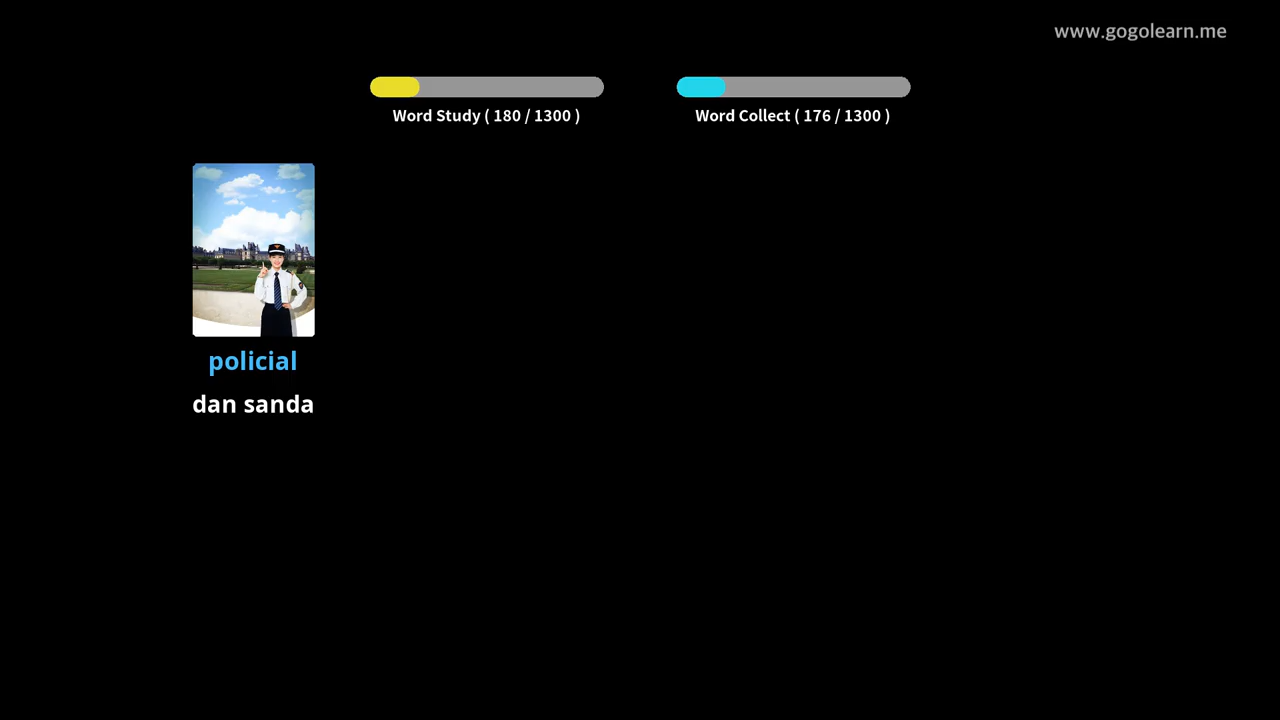 www.gogolearn.me
Word Study ( 180 / 1300 )
Word Collect ( 176 / 1300 )
policial
dan sanda